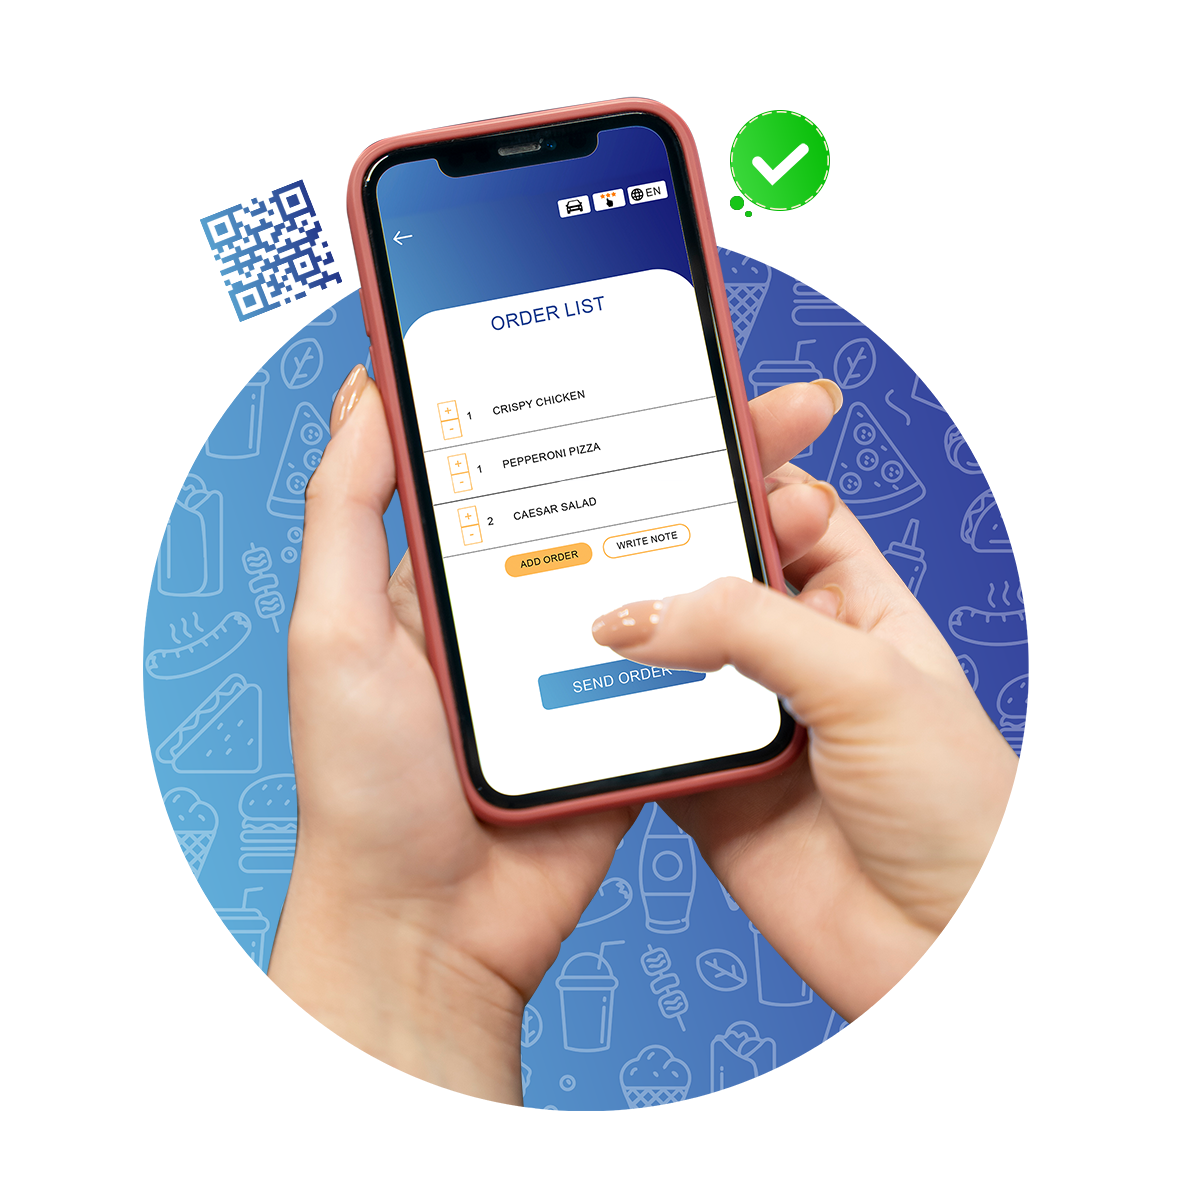 EN
ORDER LIST
1 CRISPY CHICKEN
1 PEPPERONI PIZZA
2 CAESAR SALAD
ADD ORDER
WRITE NOTE
SEND ORDER